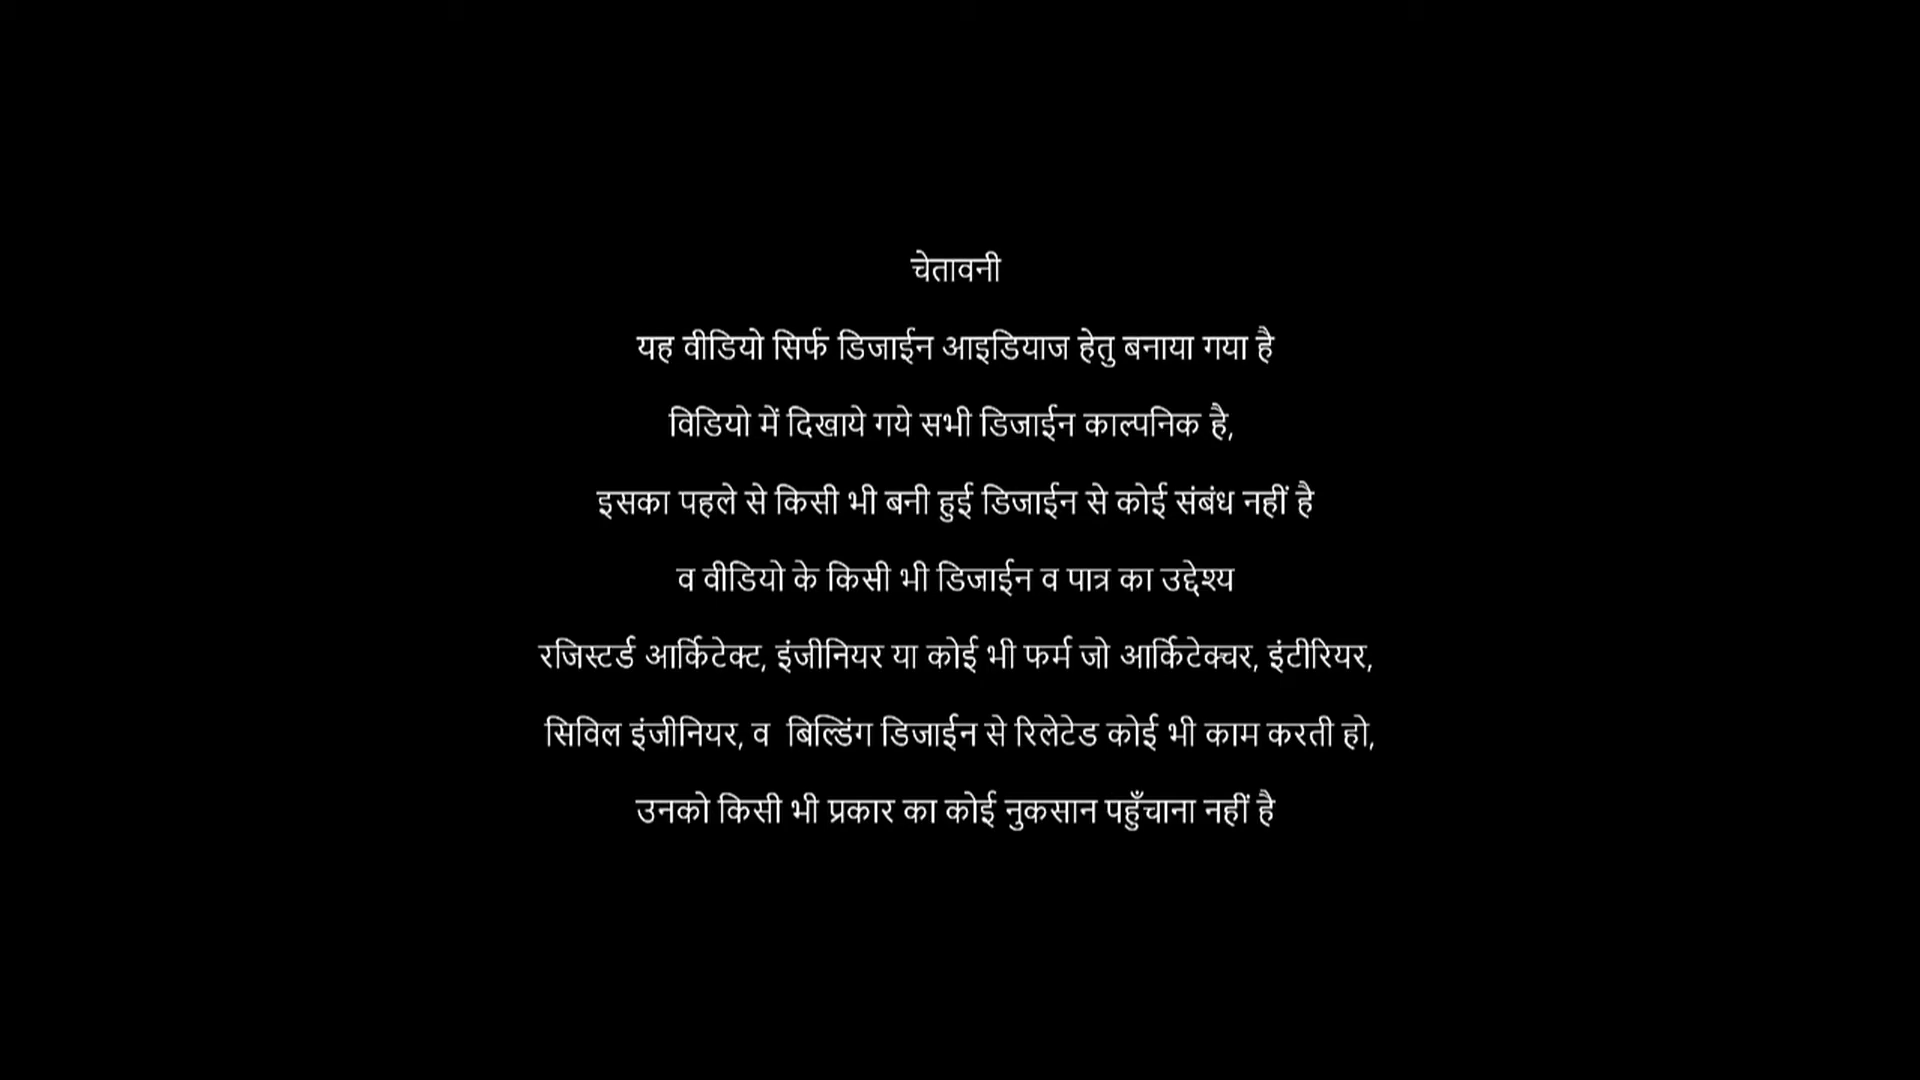 चेतावनी
यह वीडियो सिर्फ डिजाईन आइडियाज हेतु बनाया गया है
विडियो में दिखाये गये सभी डिजाईन काल्पनिक है,
इसका पहले से किसी भी बनी हुई डिजाईन से कोई संबंध नहीं है
व वीडियो के किसी भी डिजाईन व पात्र का उद्देश्य
रजिस्टर्ड आर्किटेक्ट, इंजीनियर या कोई भी फर्म जो आर्किटेक्चर, इंटीरियर,
सिविल इंजीनियर, व  बिल्डिंग डिजाईन से रिलेटेड कोई भी काम करती हो,
उनको किसी भी प्रकार का कोई नुकसान पहुँचाना नहीं है